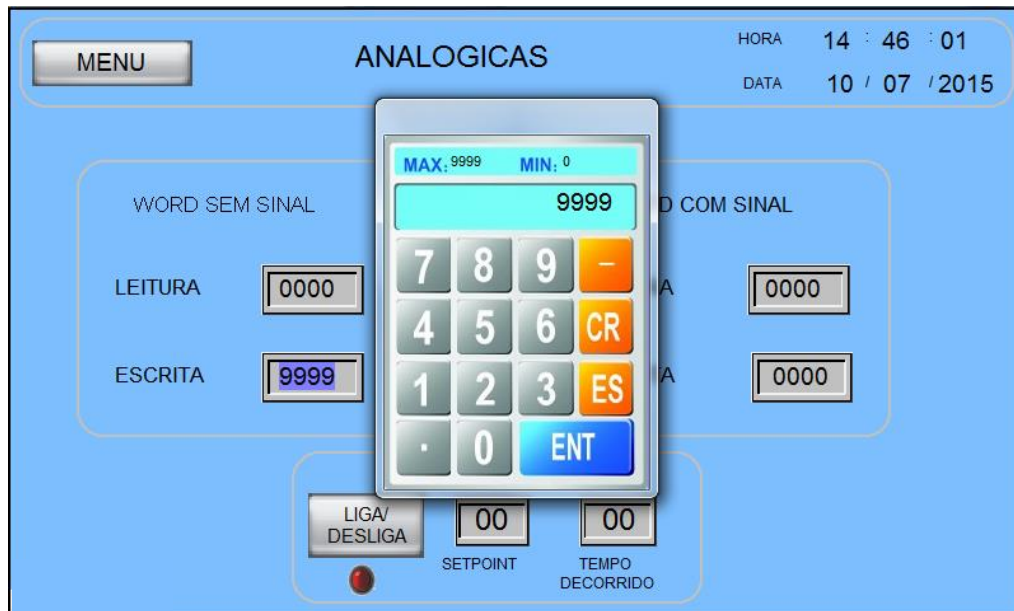 MENU
ANALOGICAS
HORA 14 : 46 : 01
DATA 10 / 07 / 2015
MAX: 9999 MIN: 0
9999
7 8 9 -
4 5 6 CR
1 2 3 ES
. 0 ENT
WORD SEM SINAL
LEITURA 0000
ESCRITA 9999
D COM SINAL
A 0000
TA 0000
LIGA/
DESLIGA
00
SETPOINT
00
TEMPO
DECORRIDO